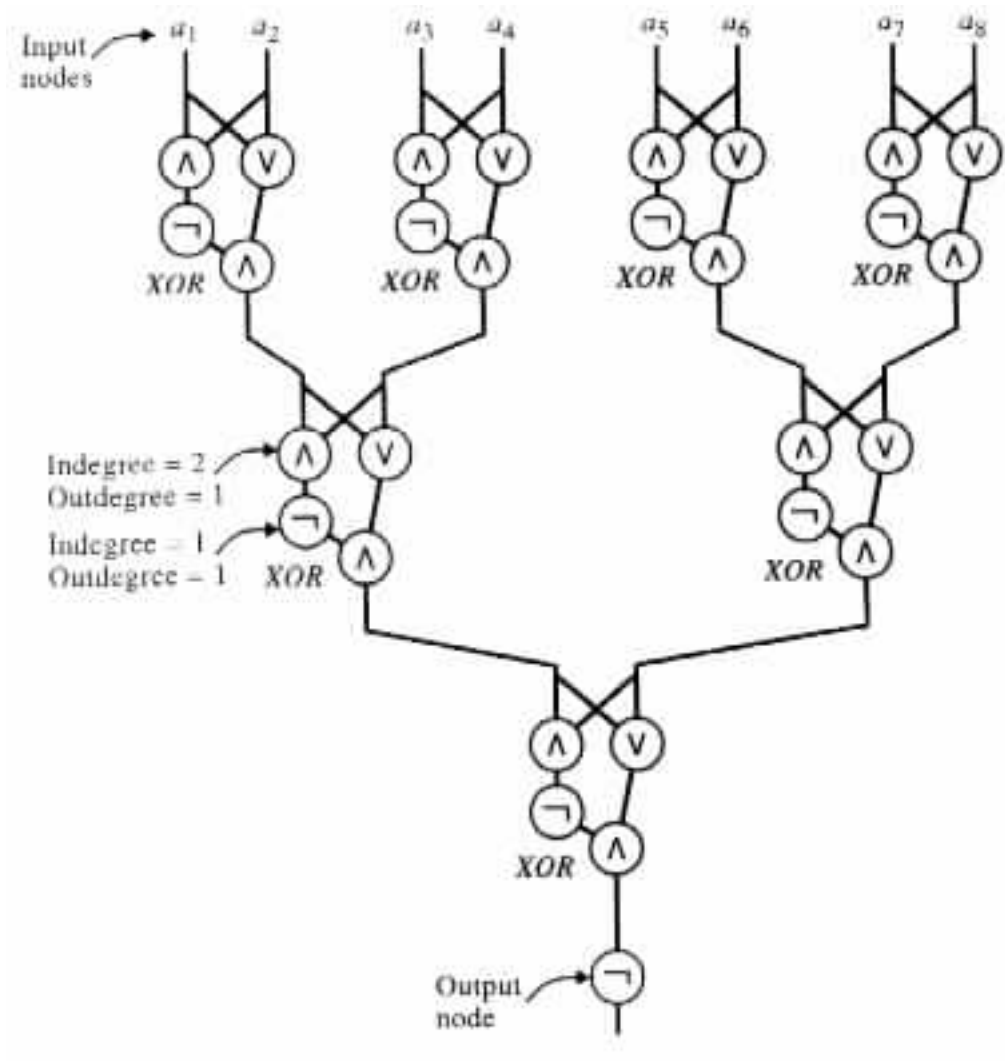 Input
nodes
a₁ a₂ a₃ a₄ a₅ a₆ a₇ a₈
∧ ∨ ∧ ∨ ∧ ∨ ∧ ∨
¬ ¬ ¬ ¬
∧ ∧ ∧ ∧
XOR XOR XOR XOR
∧ ∨ ∧ ∨
Indegree = 2
Outdegree = 1
¬ ¬
Indegree = 1
Outdegree = 1
∧ ∧
XOR XOR
∧ ∨
¬
∧
XOR
¬
Output
node